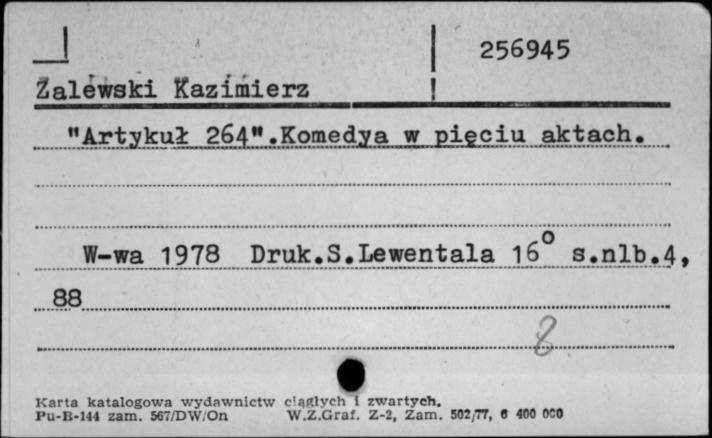 256945
Zalewski Kazimierz
"Artykuł 264".Komedya w pięciu aktach.
W-wa 1978 Druk.S.Lewentala 16° s.nlb.4,
88
8
Karta katalogowa wydawnictw ciągłych i zwartych.
Pu-B-144 zam. 567/DW/On W.Z.Graf. Z-2, Zam. 502/77, 6 400 000